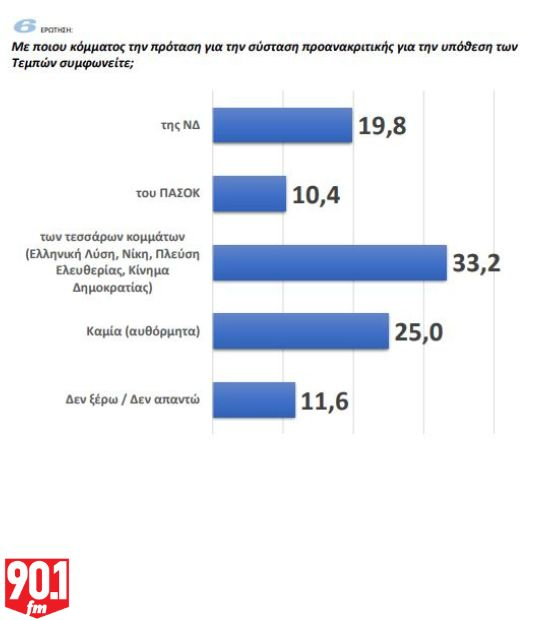 6 ΕΡΩΤΗΣΗ:
Με ποιου κόμματος την πρόταση για την σύσταση προανακριτικής για την υπόθεση των
Τεμπών συμφωνείτε;
της ΝΔ
19,8
του ΠΑΣΟΚ
10,4
των τεσσάρων κομμάτων
(Ελληνική Λύση, Νίκη, Πλεύση
Ελευθερίας, Κίνημα
Δημοκρατίας)
33,2
Καμία (αυθόρμητα)
25,0
Δεν ξέρω / Δεν απαντώ
11,6
90.1
fm